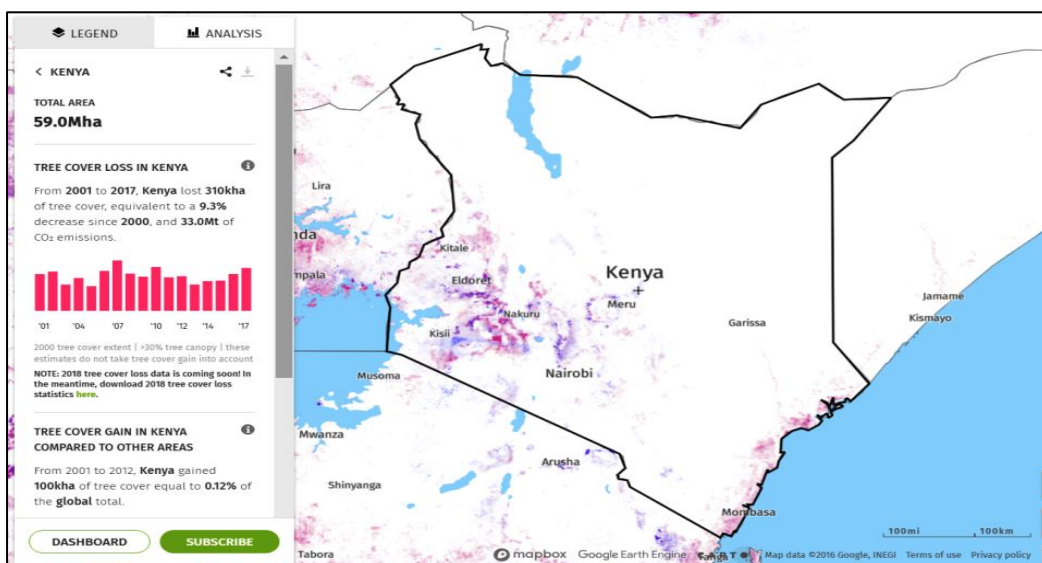 LEGEND
ANALYSIS
< KENYA
TOTAL AREA
59.0Mha
TREE COVER LOSS IN KENYA
From 2001 to 2017, Kenya lost 310kha
of tree cover, equivalent to a 9.3%
decrease since 2000, and 33.0Mt of
CO₂ emissions.
'01 '04 '07 '10 '12 '14 '17
2000 tree cover extent | >30% tree canopy | these
estimates do not take tree cover gain into account
NOTE: 2018 tree cover loss data is coming soon! In
the meantime, download 2018 tree cover loss
statistics here.
TREE COVER GAIN IN KENYA
COMPARED TO OTHER AREAS
From 2001 to 2012, Kenya gained
100kha of tree cover equal to 0.12% of
the global total.
DASHBOARD
SUBSCRIBE
Lira
nda
mpala
Kitale
Eldoret
Kenya
Meru
Nakuru
Kisii
Garissa
Jamame
Kismayo
Nairobi
Musoma
Mwanza
Arusha
Shinyanga
Mombasa
Tabora
Tanga
100mi
100km
mapbox
Google Earth Engine
CARTO
Map data ©2016 Google, INEGI
Terms of use
Privacy policy